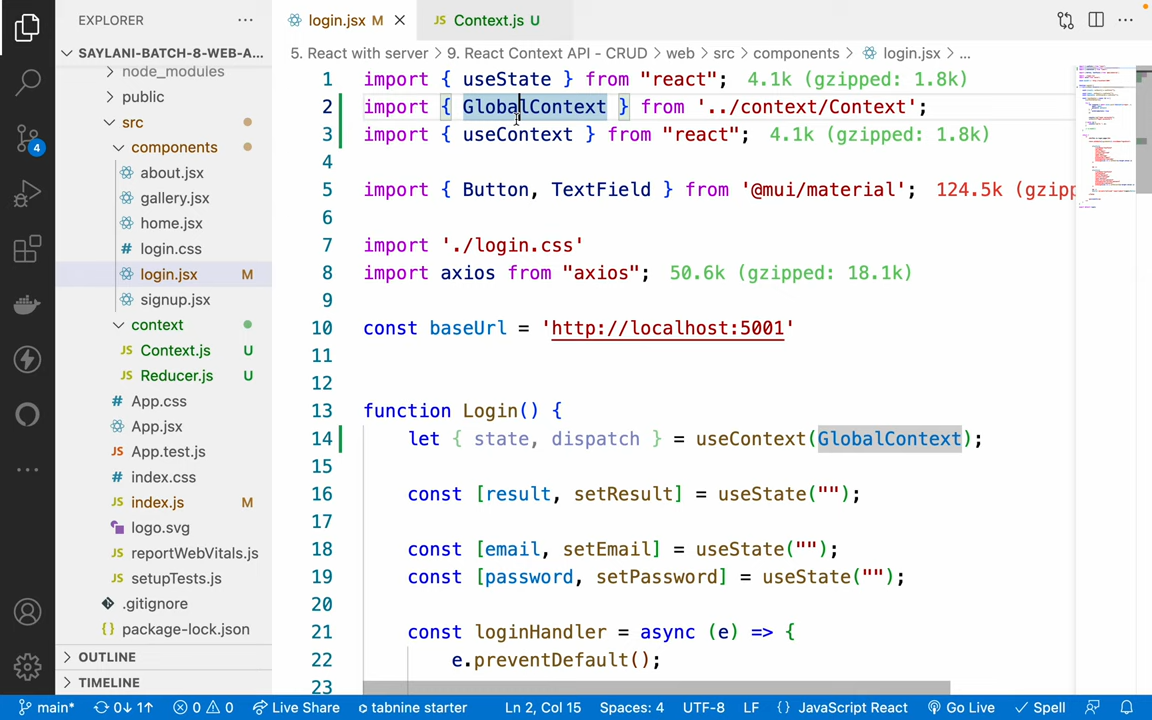 EXPLORER
login.jsx M
JS Context.js U
SAYLANI-BATCH-8-WEB-A...
node_modules
public
src
components
about.jsx
gallery.jsx
home.jsx
# login.css
login.jsx M
signup.jsx
context
JS Context.js U
JS Reducer.js U
# App.css
App.jsx
JS App.test.js
# index.css
JS index.js M
logo.svg
JS reportWebVitals.js
JS setupTests.js
.gitignore
{} package-lock.json
OUTLINE
TIMELINE
4
5. React with server > 9. React Context API - CRUD > web > src > components > login.jsx > ...
1 import { useState } from "react"; 4.1k (gzipped: 1.8k)
2 import { GlobalContext } from '../context/Context';
3 import { useContext } from "react"; 4.1k (gzipped: 1.8k)
4
5 import { Button, TextField } from '@mui/material'; 124.5k (gzipp
6
7 import './login.css'
8 import axios from "axios"; 50.6k (gzipped: 18.1k)
9
10 const baseUrl = 'http://localhost:5001'
11
12
13 function Login() {
14 let { state, dispatch } = useContext(GlobalContext);
15
16 const [result, setResult] = useState("");
17
18 const [email, setEmail] = useState("");
19 const [password, setPassword] = useState("");
20
21 const loginHandler = async (e) => {
22 e.preventDefault();
23
main* 0↓ 1↑ 0 0 Live Share tabnine starter Ln 2, Col 15 Spaces: 4 UTF-8 LF {} JavaScript React Go Live Spell